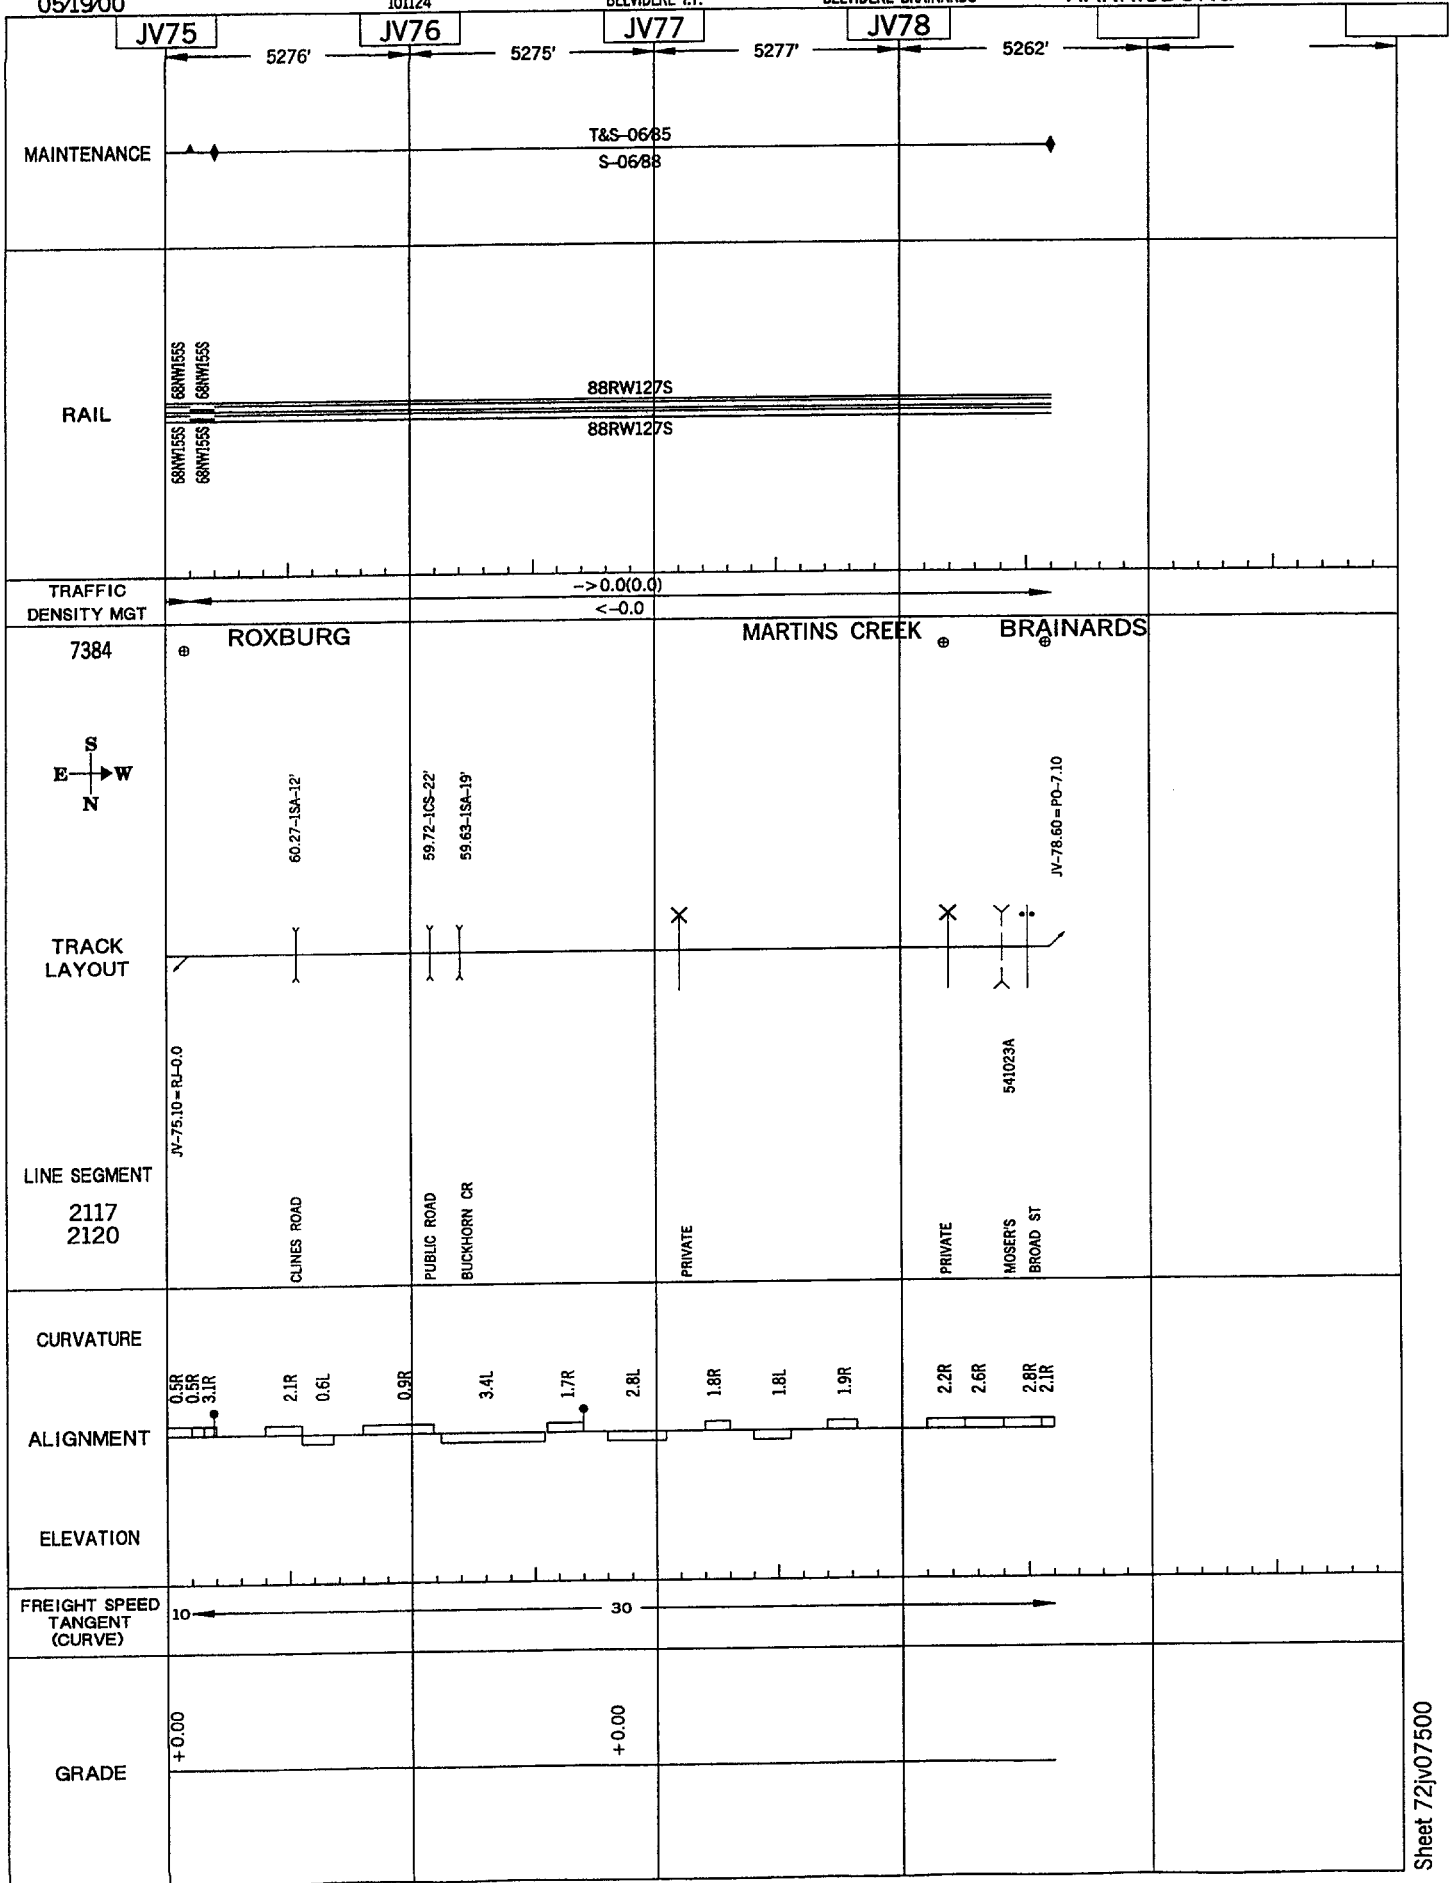 05/19/00
101124
JV75
JV76
JV77
JV78
5276'
5275'
5277'
5262'
MAINTENANCE
T&S-06/85
S-06/88
RAIL
68NW155S
68NW155S
68NW155S
68NW155S
88RW127S
88RW127S
TRAFFIC
DENSITY MGT
->0.0(0.0)
<-0.0
7384
ROXBURG
MARTINS CREEK
BRAINARDS
S
E W
N
60.27-1SA-12'
59.72-1CS-22'
59.63-1SA-19'
JV-78.60=PO-7.10
TRACK
LAYOUT
JV-75.10=RJ-0.0
541023A
LINE SEGMENT
2117
2120
CLINES ROAD
PUBLIC ROAD
BUCKHORN CR
PRIVATE
PRIVATE
MOSER'S
BROAD ST
CURVATURE
0.5R
0.5R
3.1R
2.1R
0.6L
0.9R
3.4L
1.7R
2.8L
1.8R
1.8L
1.9R
2.2R
2.6R
2.8R
2.1R
ALIGNMENT
ELEVATION
FREIGHT SPEED
TANGENT
(CURVE)
10
30
GRADE
+0.00
+0.00
Sheet 72jv07500